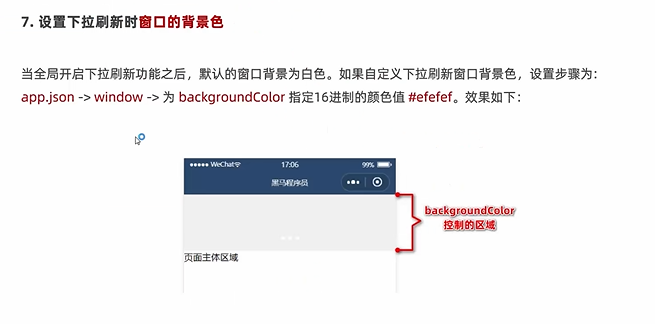 7. 设置下拉刷新时窗口的背景色
当全局开启下拉刷新功能之后，默认的窗口背景为白色。如果自定义下拉刷新窗口背景色，设置步骤为：
app.json -> window -> 为 backgroundColor 指定16进制的颜色值 #efefef。效果如下：
●●●●● WeChat 17:06 99%
黑马程序员
backgroundColor
控制的区域
页面主体区域